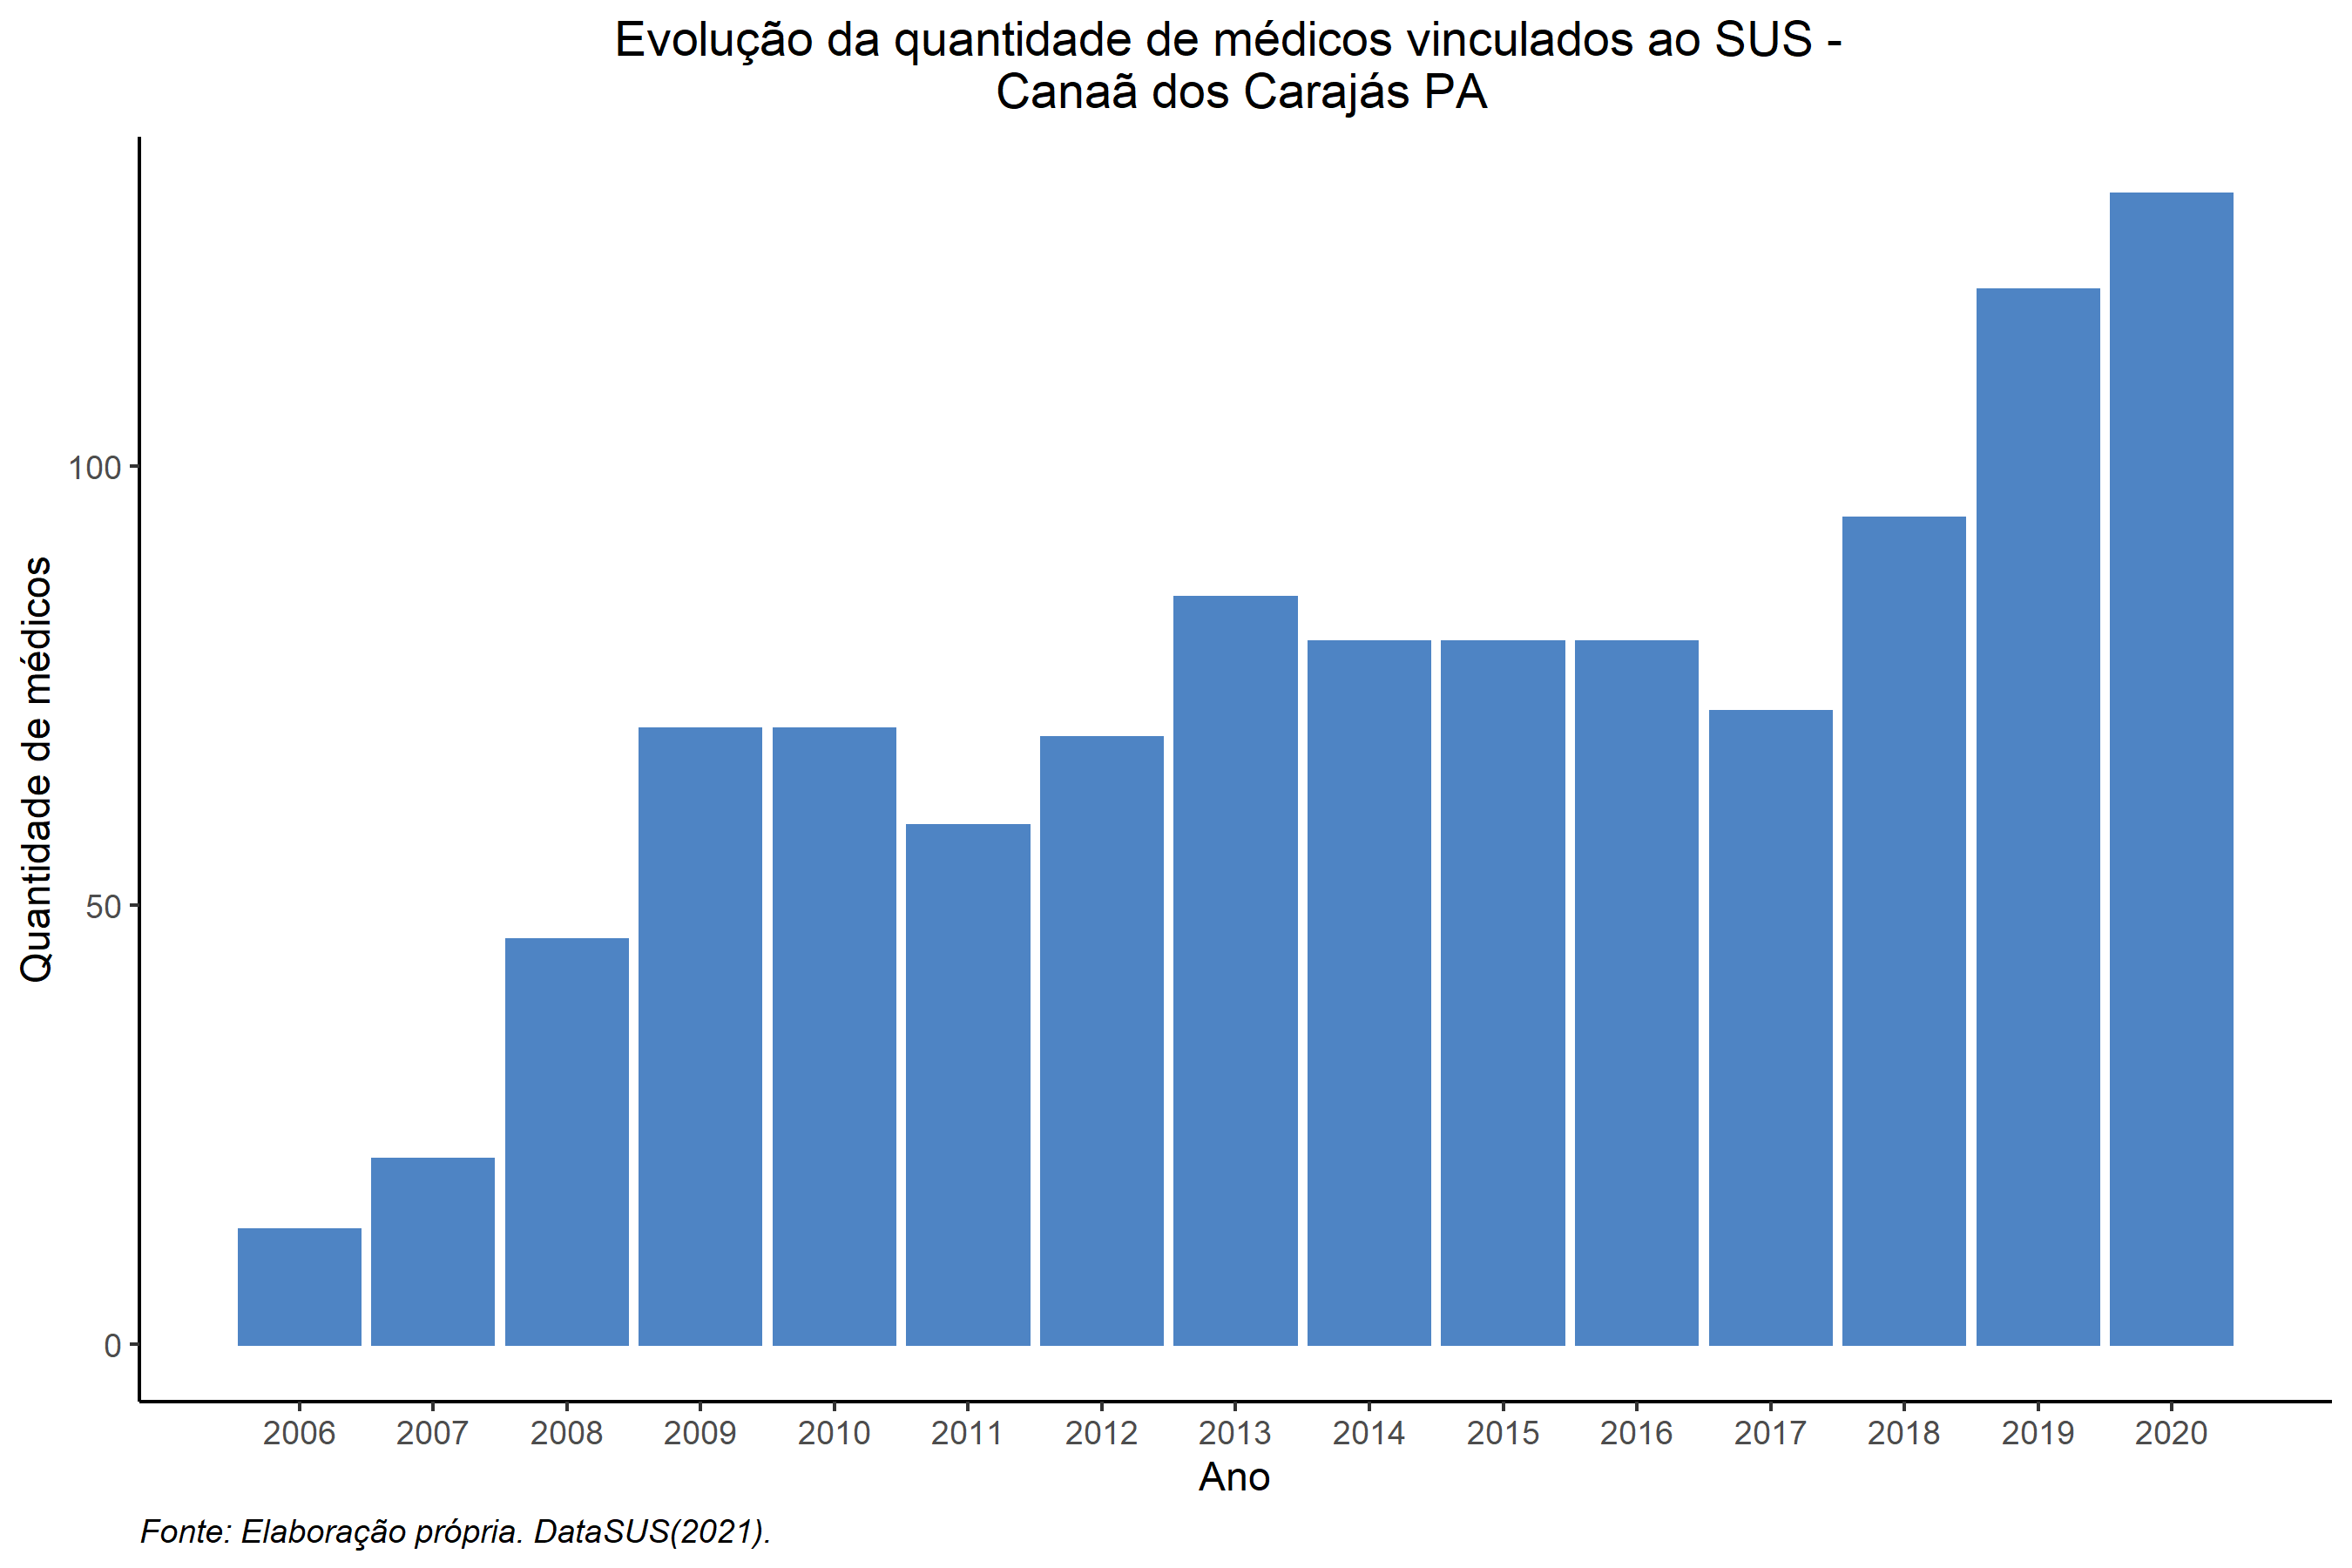 Evolução da quantidade de médicos vinculados ao SUS -
Canaã dos Carajás PA
Quantidade de médicos
100
50
0
2006 2007 2008 2009 2010 2011 2012 2013 2014 2015 2016 2017 2018 2019 2020
Ano
Fonte: Elaboração própria. DataSUS(2021).